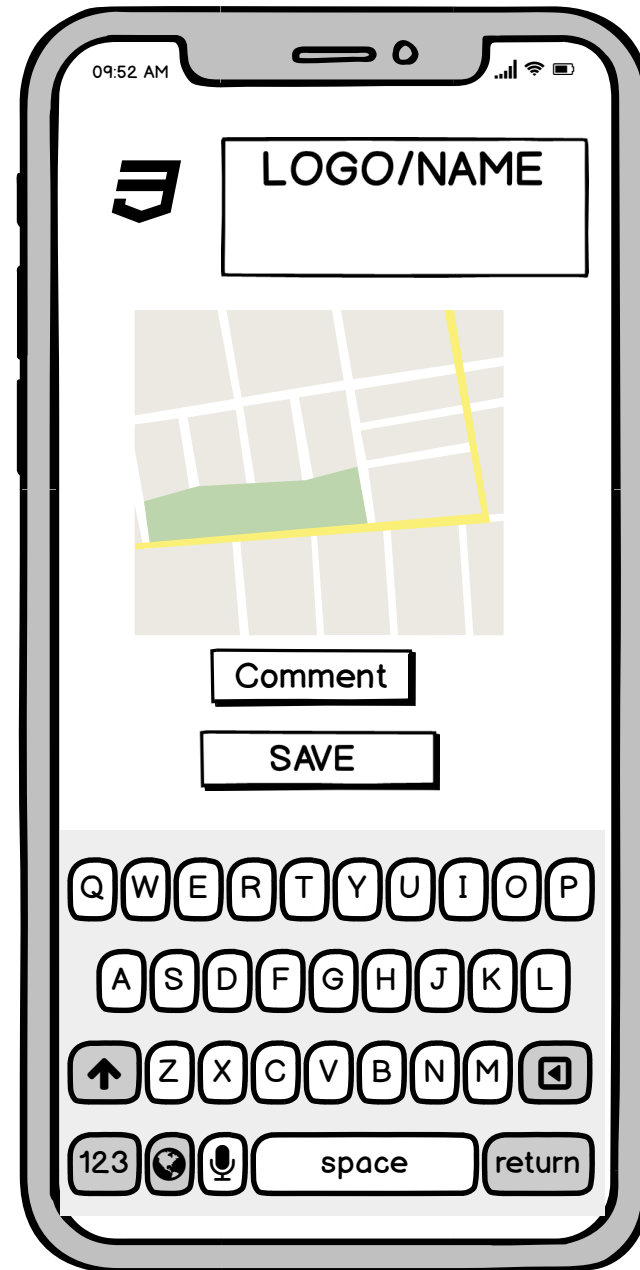 09:52 AM
LOGO/NAME
Comment
SAVE
Q W E R T Y U I O P
A S D F G H J K L
Z X C V B N M
123 space return